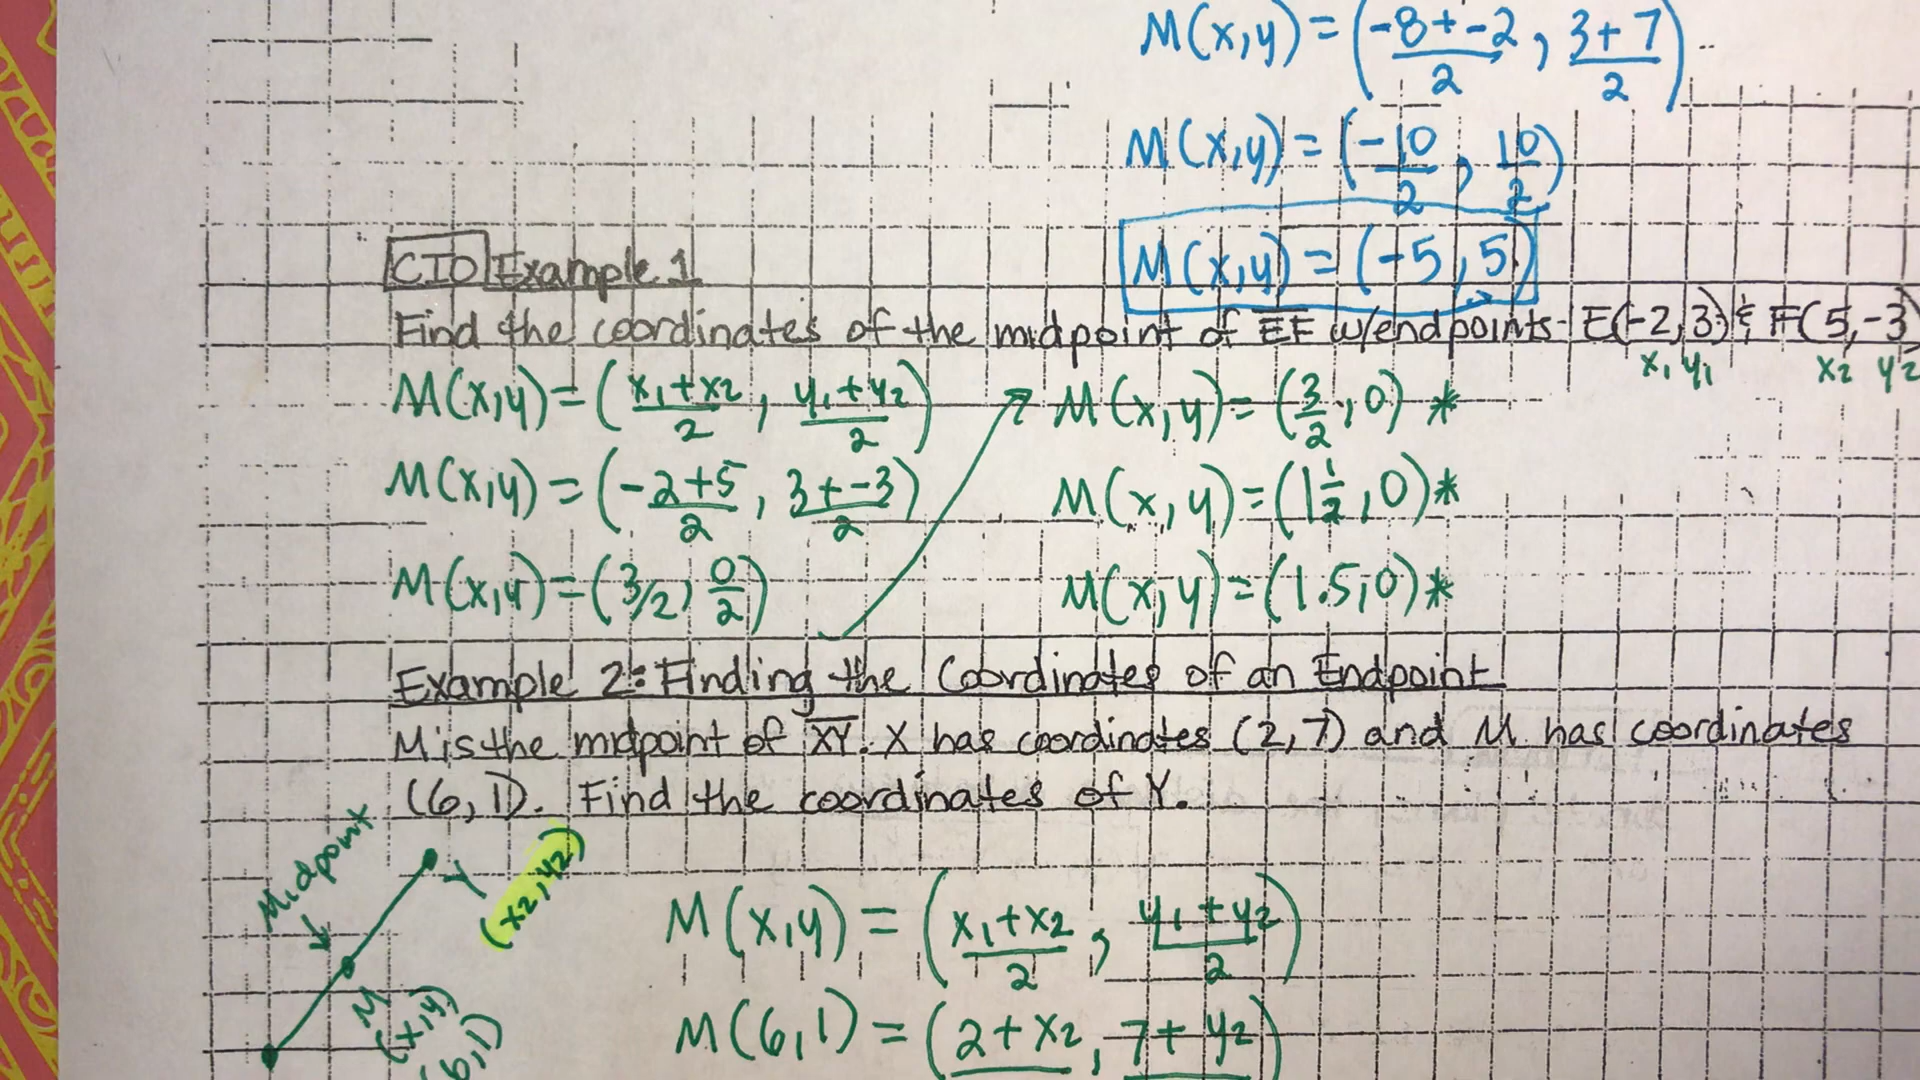 M(x,y) = (-8+-2/2, 3+7/2)
M(x,y) = (-10/2, 10/2)
M(x,y) = (-5, 5)
CIO Example 1
Find the coordinates of the midpoint of EF w/endpoints E(-2,3) & F(5,-3)
x1 y1 x2 y2
M(x,y) = (x1+x2/2, y1+y2/2)
M(x,y) = (-2+5/2, 3+-3/2)
M(x,y) = (3/2, 0/2)
M(x,y) = (3/2, 0) *
M(x,y) = (1 1/2, 0) *
M(x,y) = (1.5, 0) *
Example 2: Finding the Coordinates of an Endpoint
M is the midpoint of XY. X has coordinates (2,7) and M has coordinates
(6,1). Find the coordinates of Y.
Midpoint
Y
(x2,y2)
M
(x,y)
(6,1)
M(x,y) = (x1+x2/2, y1+y2/2)
M(6,1) = (2+x2, 7+y2)